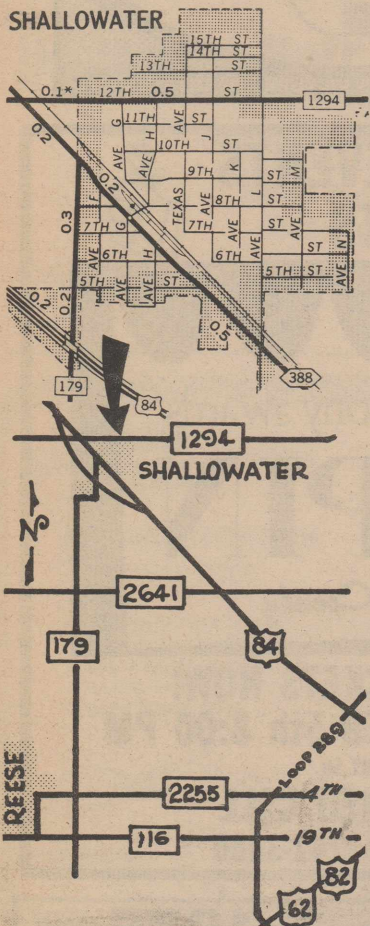 SHALLOWATER
15TH ST
14TH ST
13TH ST
0.1* 12TH 0.5 ST 1294
0.2 AVE G 11TH ST AVE H AVE J
10TH ST
0.2 9TH ST K M
0.3 AVE F TEXAS AVE 8TH ST L
7TH G 7TH ST AVE AVE AVE
AVE 6TH ST H 6TH ST N
0.2 5TH ST AVE AVE 5TH ST AVE
0.2 0.5
179 84 388
1294
SHALLOWATER
N
2641
179 84
LOOP 289
REESE
2255 4TH
116 19TH
82
62